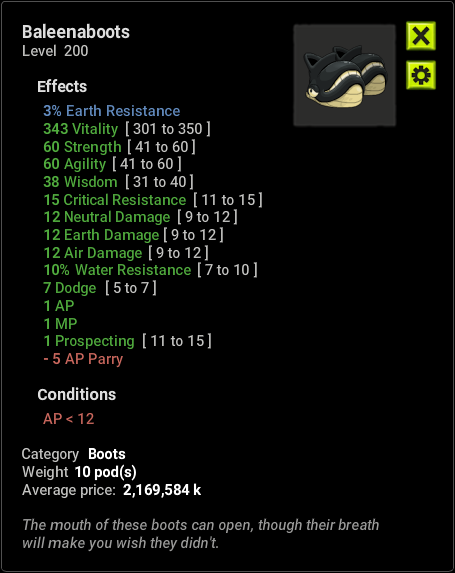 Baleenaboots
Level 200
Effects
3% Earth Resistance
343 Vitality [ 301 to 350 ]
60 Strength [ 41 to 60 ]
60 Agility [ 41 to 60 ]
38 Wisdom [ 31 to 40 ]
15 Critical Resistance [ 11 to 15 ]
12 Neutral Damage [ 9 to 12 ]
12 Earth Damage [ 9 to 12 ]
12 Air Damage [ 9 to 12 ]
10% Water Resistance [ 7 to 10 ]
7 Dodge [ 5 to 7 ]
1 AP
1 MP
1 Prospecting [ 11 to 15 ]
- 5 AP Parry
Conditions
AP < 12
Category Boots
Weight 10 pod(s)
Average price: 2,169,584 k
The mouth of these boots can open, though their breath
will make you wish they didn't.